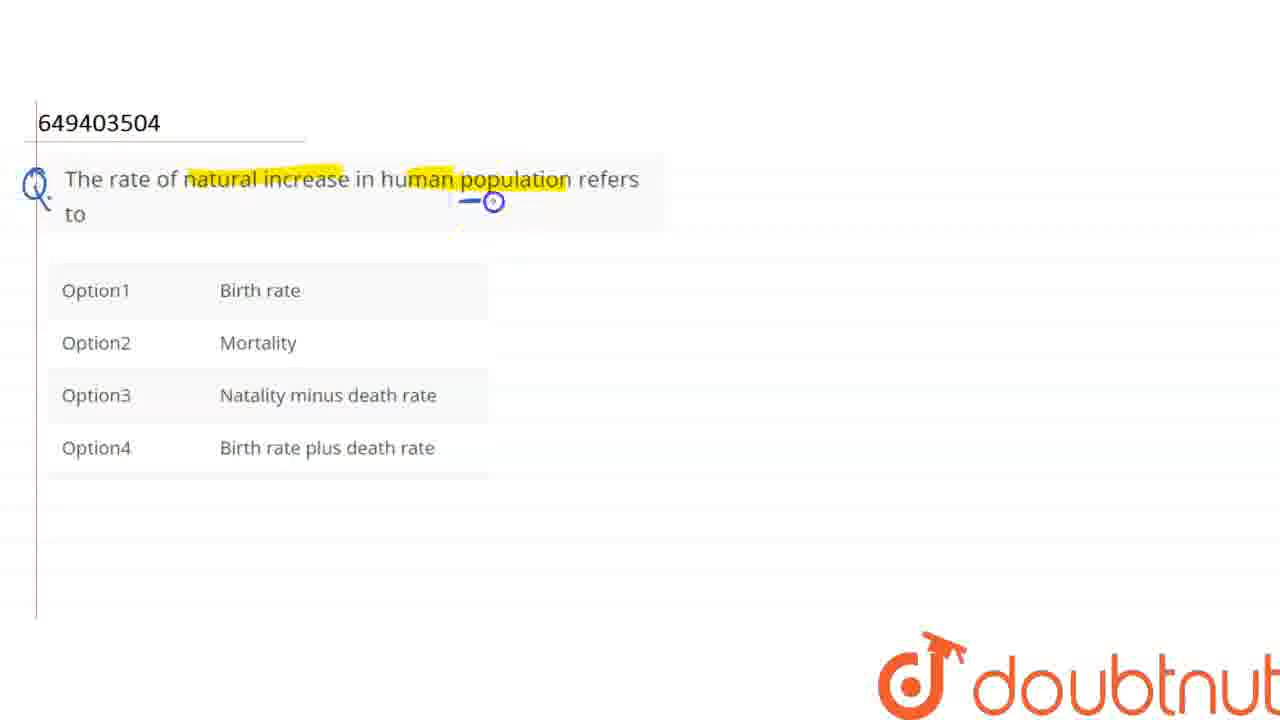 649403504
Q. The rate of natural increase in human population refers
to
Option1 Birth rate
Option2 Mortality
Option3 Natality minus death rate
Option4 Birth rate plus death rate
doubtnut